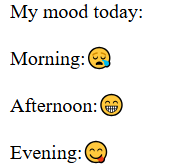 My mood today:
Morning: 😪
Afternoon: 😁
Evening: 😋